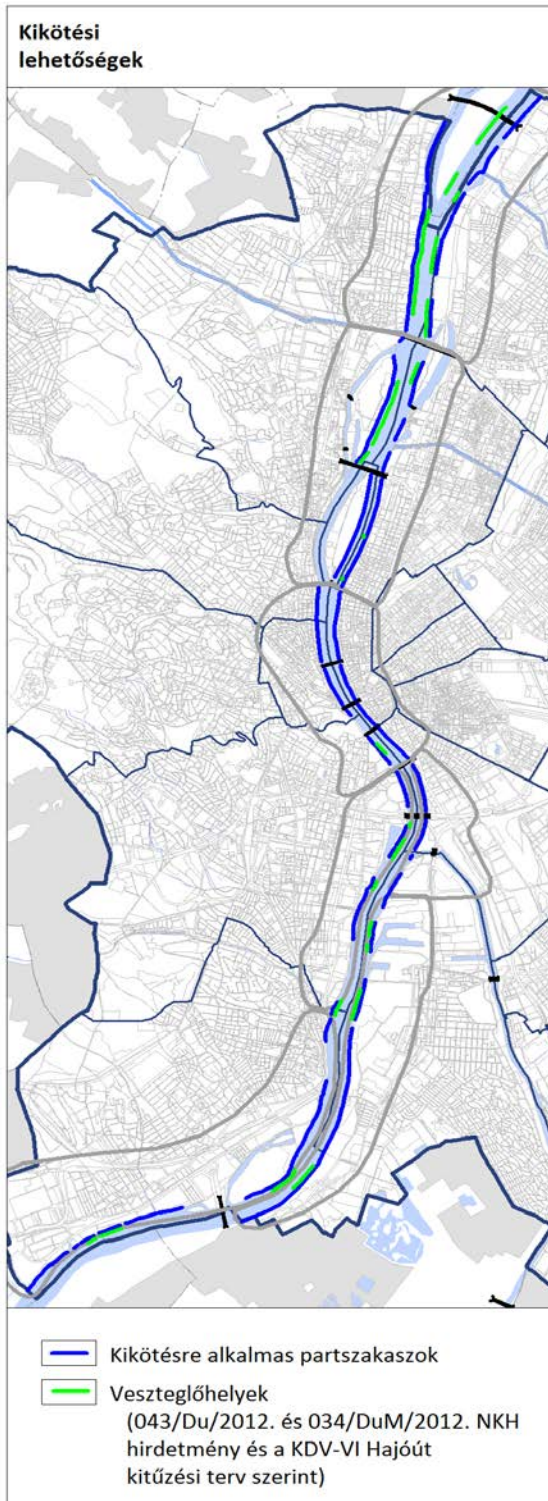 Kikötési
lehetőségek
Kikötésre alkalmas partszakaszok
Veszteglőhelyek
(043/Du/2012. és 034/DuM/2012. NKH
hirdetmény és a KDV-VI Hajóút
kitűzési terv szerint)